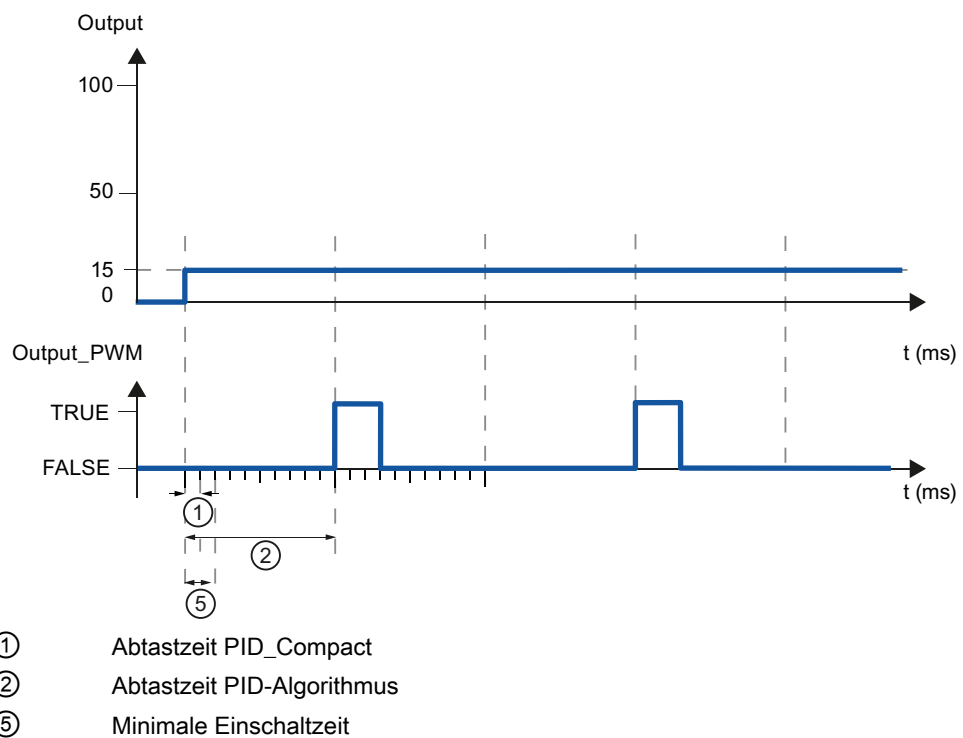 Output
100
50
15
0
t (ms)
Output_PWM
TRUE
FALSE
t (ms)
①
②
⑤
① Abtastzeit PID_Compact
② Abtastzeit PID-Algorithmus
⑤ Minimale Einschaltzeit